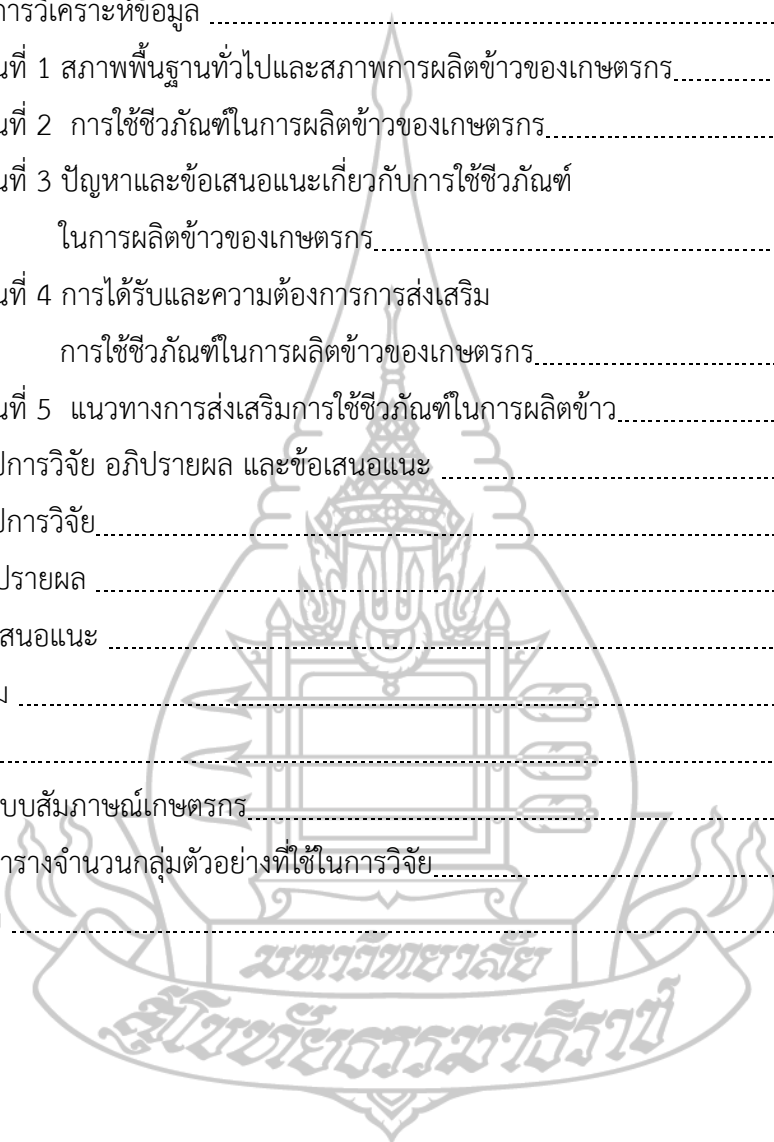 การวิเคราะห์ข้อมูล
นที่ 1 สภาพพื้นฐานทั่วไปและสภาพการผลิตข้าวของเกษตรกร
นที่ 2 การใช้ชีวภัณฑ์ในการผลิตข้าวของเกษตรกร
นที่ 3 ปัญหาและข้อเสนอแนะเกี่ยวกับการใช้ชีวภัณฑ์
ในการผลิตข้าวของเกษตรกร
นที่ 4 การได้รับและความต้องการการส่งเสริม
การใช้ชีวภัณฑ์ในการผลิตข้าวของเกษตรกร
นที่ 5 แนวทางการส่งเสริมการใช้ชีวภัณฑ์ในการผลิตข้าว
ปการวิจัย อภิปรายผล และข้อเสนอแนะ
ปการวิจัย
ปรายผล
เสนอแนะ
ม
บบสัมภาษณ์เกษตรกร
ารางจำนวนกลุ่มตัวอย่างที่ใช้ในการวิจัย
มหาวิทยาลัย
สุโขทัยธรรมาธิราช